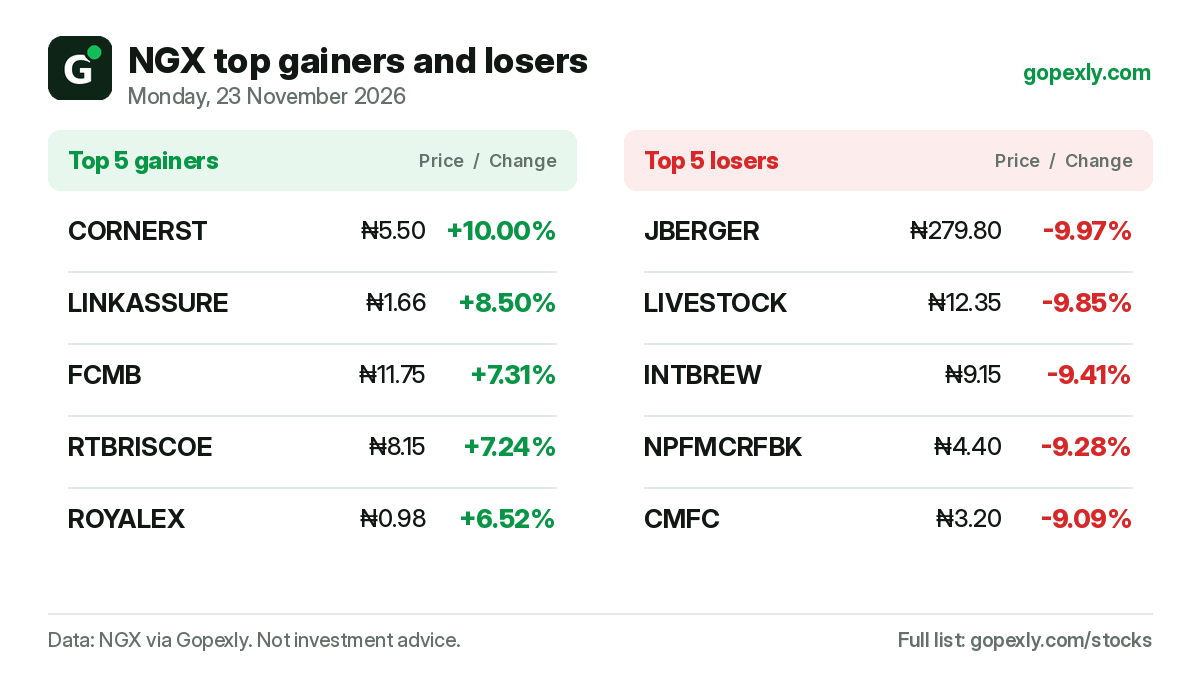 G
NGX top gainers and losers
Monday, 23 November 2026
gopexly.com
Top 5 gainers Price / Change
CORNERST ₦5.50 +10.00%
LINKASSURE ₦1.66 +8.50%
FCMB ₦11.75 +7.31%
RTBRISCOE ₦8.15 +7.24%
ROYALEX ₦0.98 +6.52%
Top 5 losers Price / Change
JBERGER ₦279.80 -9.97%
LIVESTOCK ₦12.35 -9.85%
INTBREW ₦9.15 -9.41%
NPFMCRFBK ₦4.40 -9.28%
CMFC ₦3.20 -9.09%
Data: NGX via Gopexly. Not investment advice.
Full list: gopexly.com/stocks